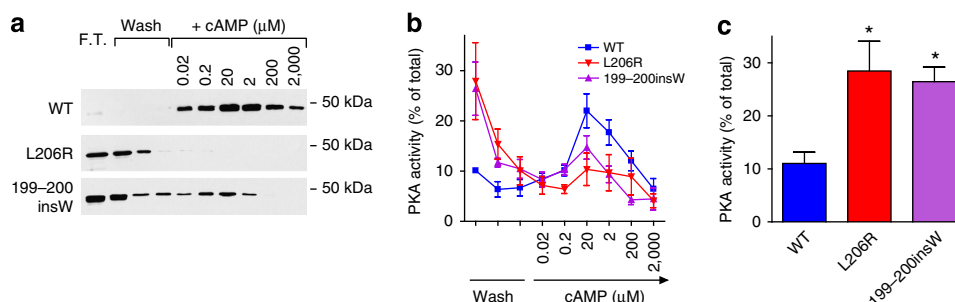 a
F.T.
Wash
+ cAMP (μM)
0.02
0.2
20
2
200
2,000
WT
– 50 kDa
L206R
– 50 kDa
199–200
insW
– 50 kDa
b
PKA activity (% of total)
30
20
10
0
WT
L206R
199–200insW
0.02
0.2
20
2
200
2,000
Wash
cAMP (μM)
c
PKA activity (% of total)
30
20
10
0
*
*
WT
L206R
199–200insW